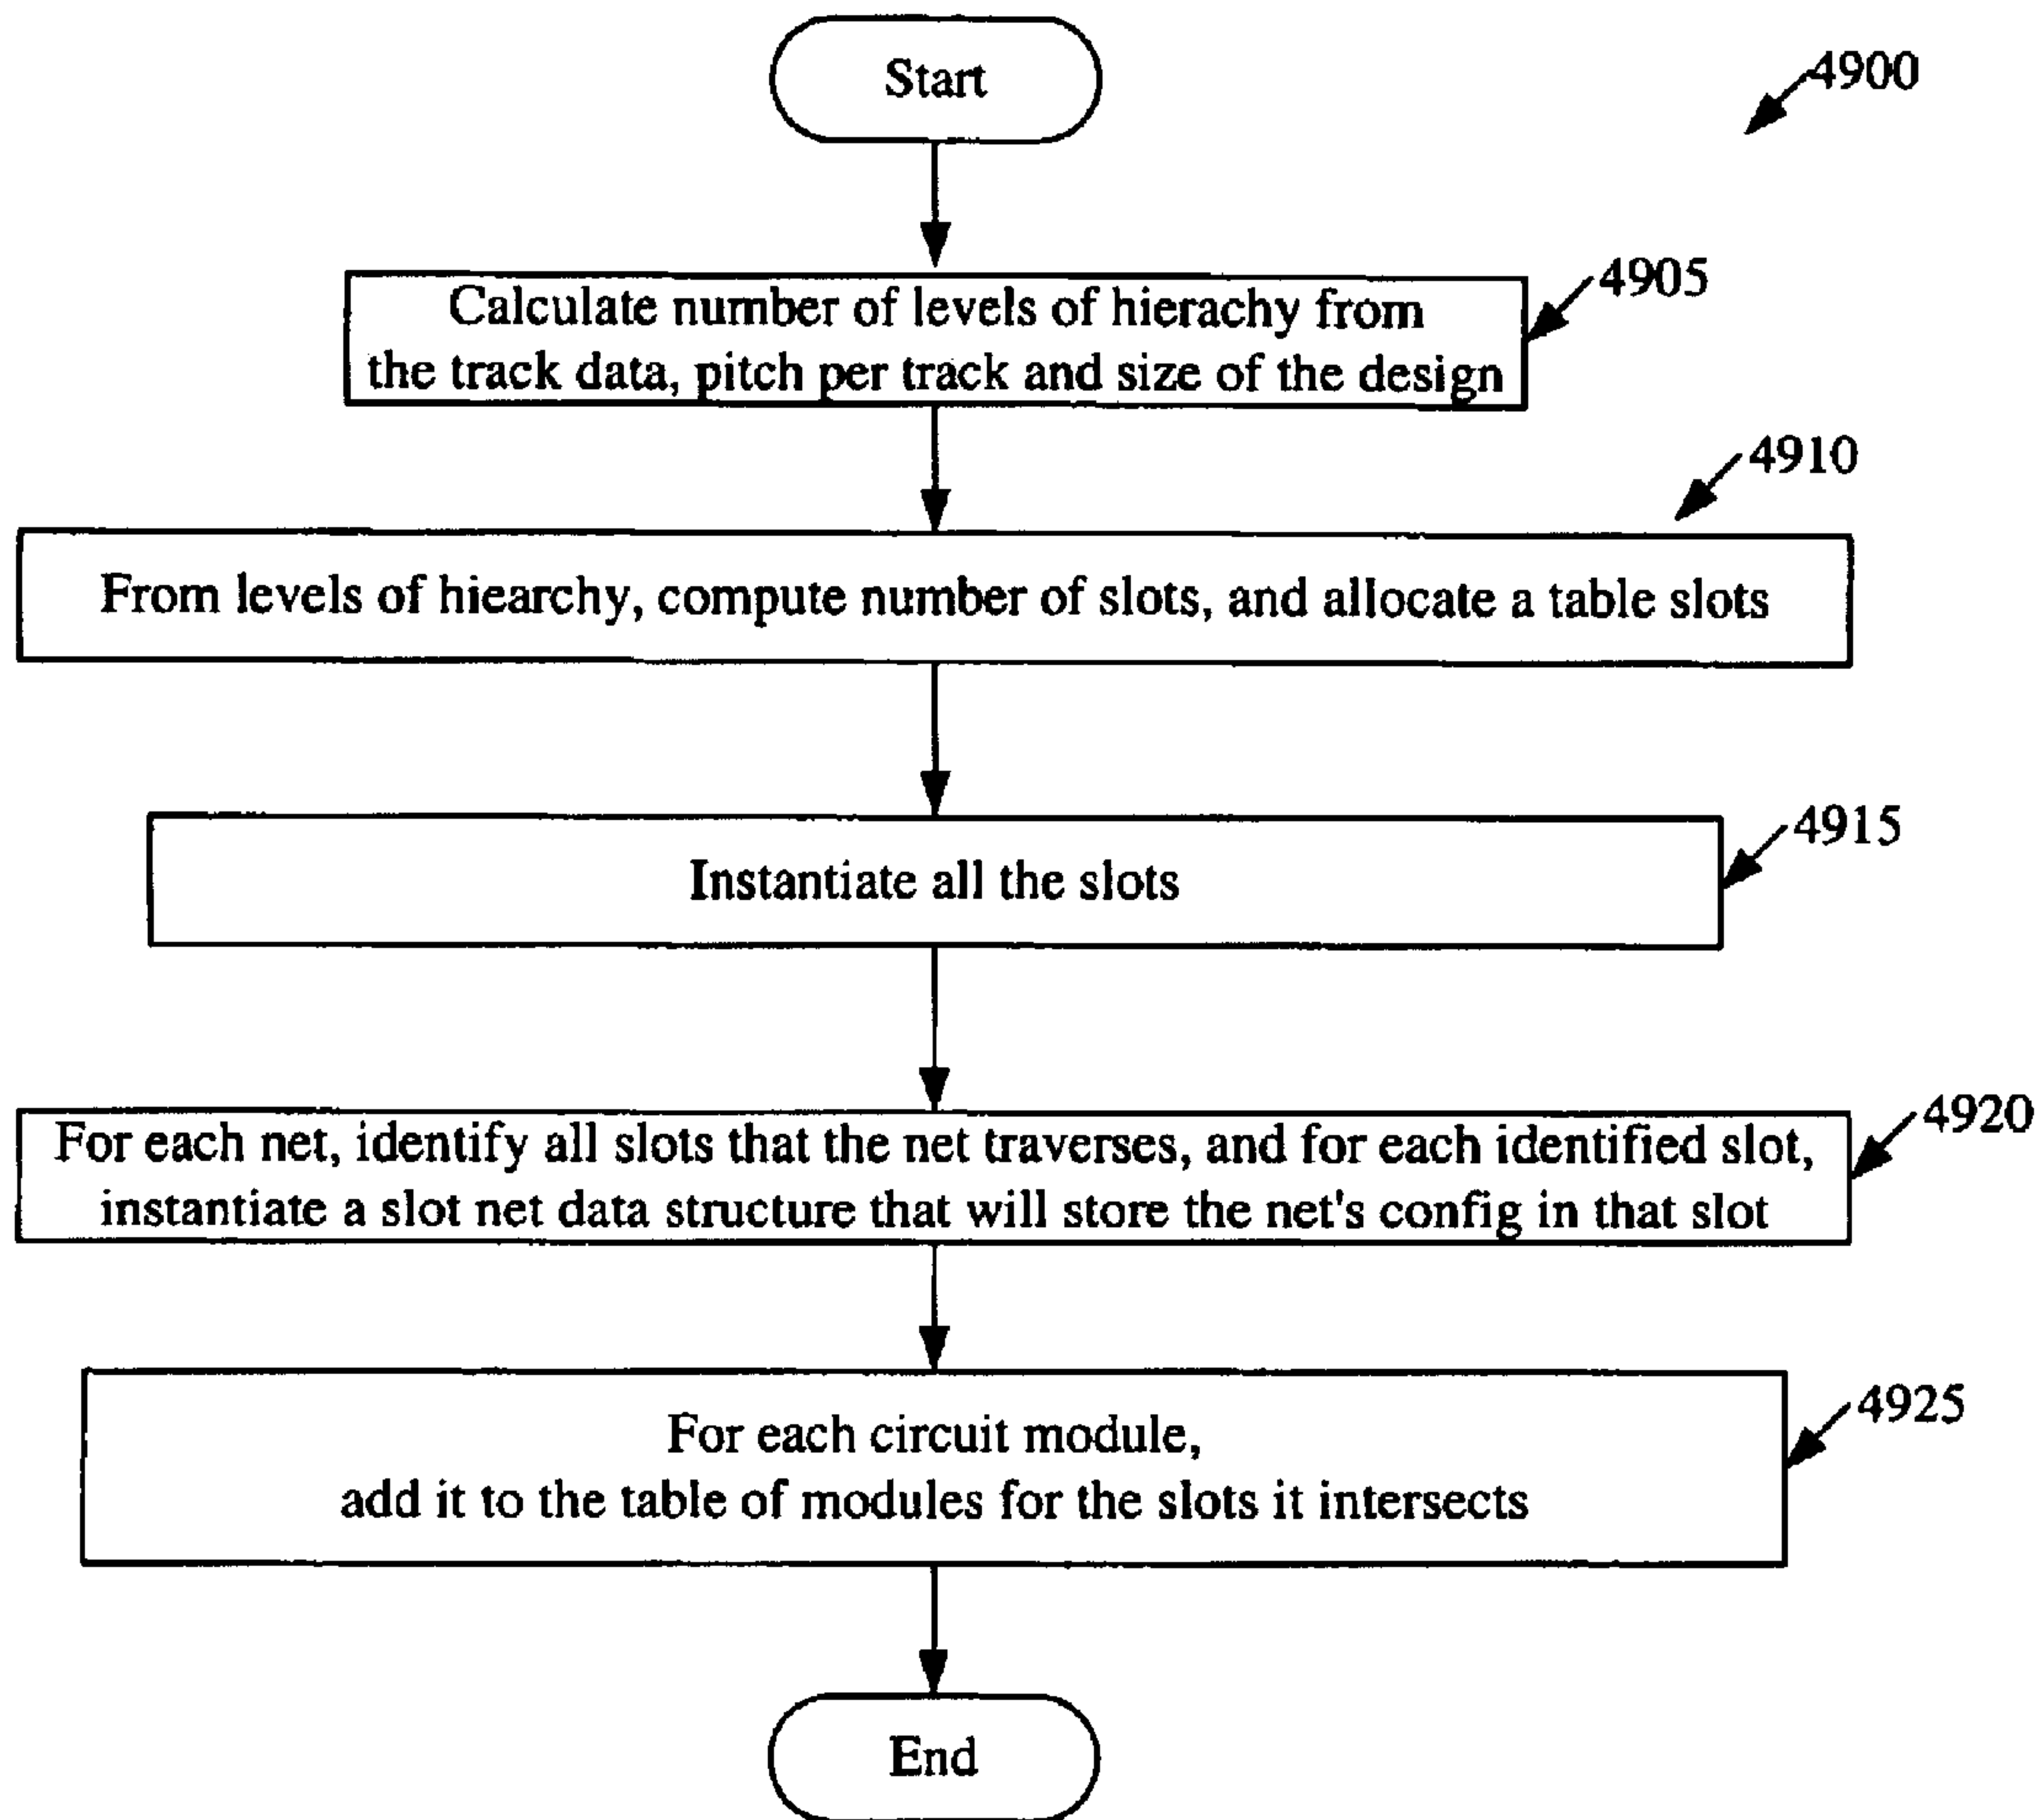 Start
4900
4905
Calculate number of levels of hierachy from
the track data, pitch per track and size of the design
4910
From levels of hiearchy, compute number of slots, and allocate a table slots
4915
Instantiate all the slots
4920
For each net, identify all slots that the net traverses, and for each identified slot,
instantiate a slot net data structure that will store the net's config in that slot
4925
For each circuit module,
add it to the table of modules for the slots it intersects
End